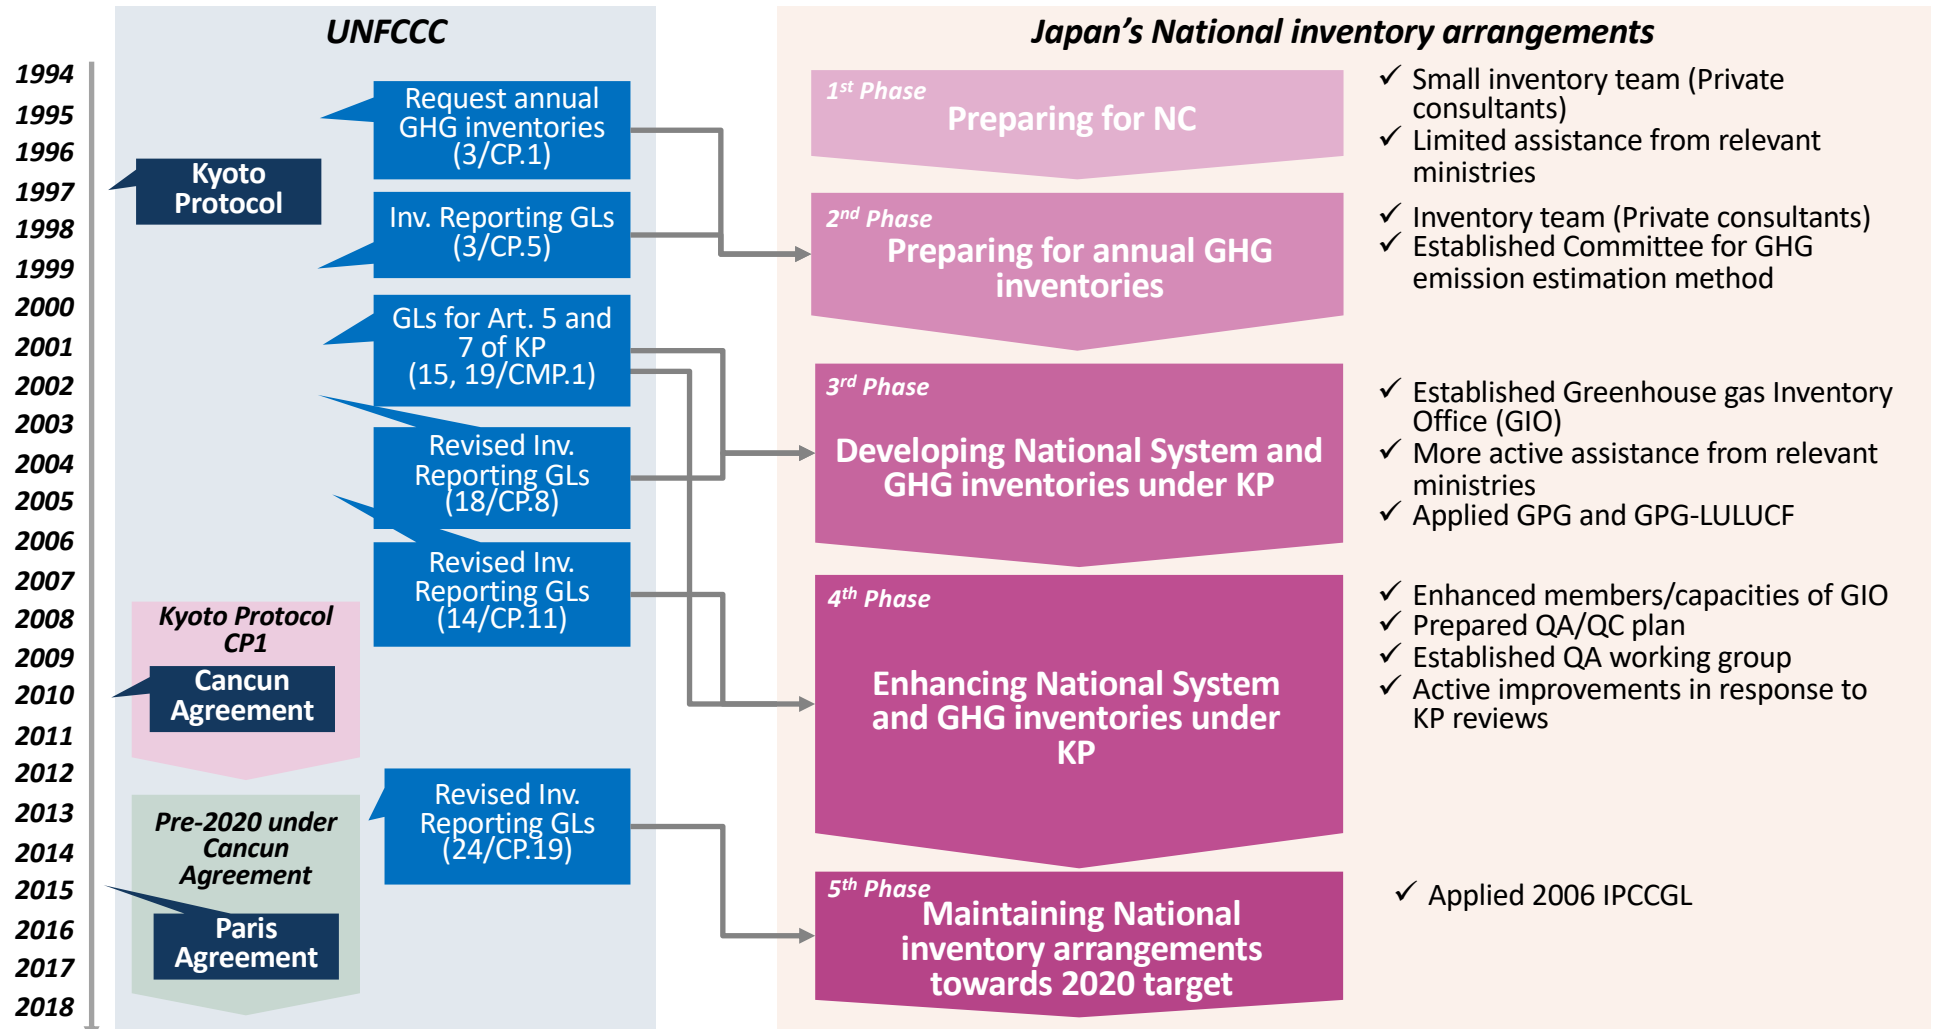 UNFCCC
Japan's National inventory arrangements
1994
1995
1996
1997
1998
1999
2000
2001
2002
2003
2004
2005
2006
2007
2008
2009
2010
2011
2012
2013
2014
2015
2016
2017
2018
Kyoto
Protocol
Kyoto Protocol
CP1
Cancun
Agreement
Pre-2020 under
Cancun
Agreement
Paris
Agreement
Request annual
GHG inventories
(3/CP.1)
Inv. Reporting GLs
(3/CP.5)
GLs for Art. 5 and
7 of KP
(15, 19/CMP.1)
Revised Inv.
Reporting GLs
(18/CP.8)
Revised Inv.
Reporting GLs
(14/CP.11)
Revised Inv.
Reporting GLs
(24/CP.19)
1st Phase
Preparing for NC
✓ Small inventory team (Private
consultants)
✓ Limited assistance from relevant
ministries
2nd Phase
Preparing for annual GHG
inventories
✓ Inventory team (Private consultants)
✓ Established Committee for GHG
emission estimation method
3rd Phase
Developing National System and
GHG inventories under KP
✓ Established Greenhouse gas Inventory
Office (GIO)
✓ More active assistance from relevant
ministries
✓ Applied GPG and GPG-LULUCF
4th Phase
Enhancing National System
and GHG inventories under
KP
✓ Enhanced members/capacities of GIO
✓ Prepared QA/QC plan
✓ Established QA working group
✓ Active improvements in response to
KP reviews
5th Phase
Maintaining National
inventory arrangements
towards 2020 target
✓ Applied 2006 IPCCGL